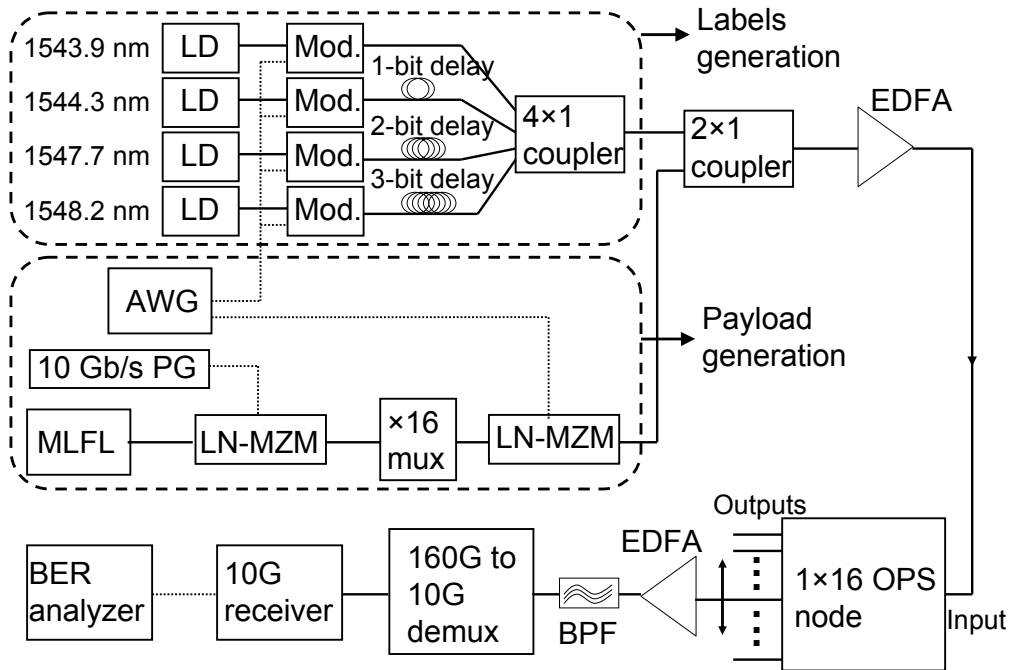 1543.9 nm
LD
Mod.
1-bit delay
1544.3 nm
LD
Mod.
2-bit delay
1547.7 nm
LD
Mod.
3-bit delay
1548.2 nm
LD
Mod.
4×1
coupler
Labels
generation
2×1
coupler
EDFA
AWG
10 Gb/s PG
MLFL
LN-MZM
×16
mux
LN-MZM
Payload
generation
BER
analyzer
10G
receiver
160G to
10G
demux
BPF
EDFA
Outputs
1×16 OPS
node
Input